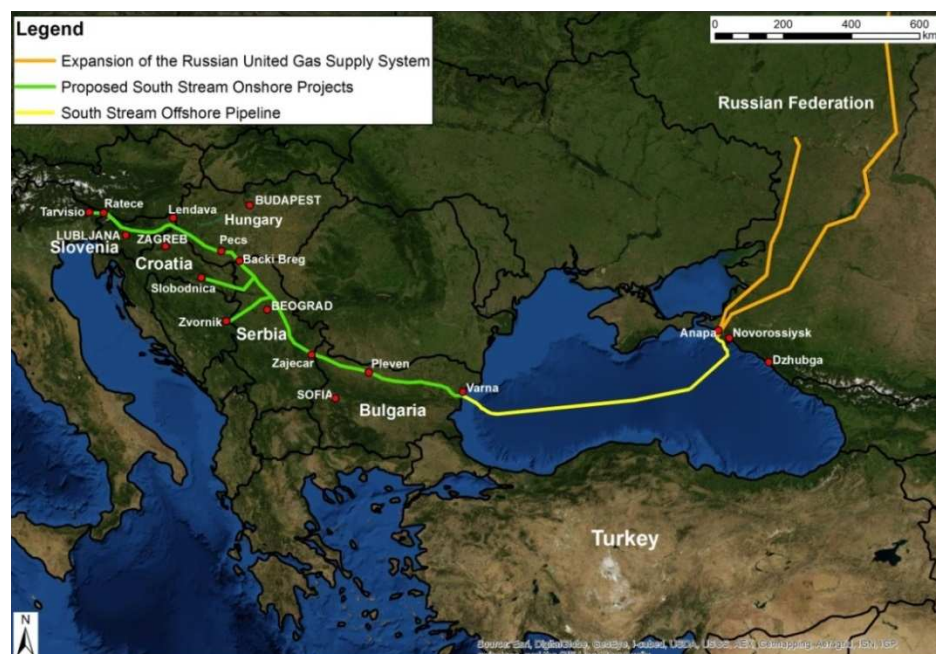 Legend
Expansion of the Russian United Gas Supply System
Proposed South Stream Onshore Projects
South Stream Offshore Pipeline
0 200 400 600
km
Russian Federation
BUDAPEST
Hungary
Tarvisio
Ratece
Lendava
LUBLJANA
Slovenia
ZAGREB
Croatia
Pecs
Backi Breg
Slobodnica
BEOGRAD
Zvornik
Serbia
Anapa
Novorossiysk
Zajecar
Pleven
Dzhubga
SOFIA
Varna
Bulgaria
Turkey
N